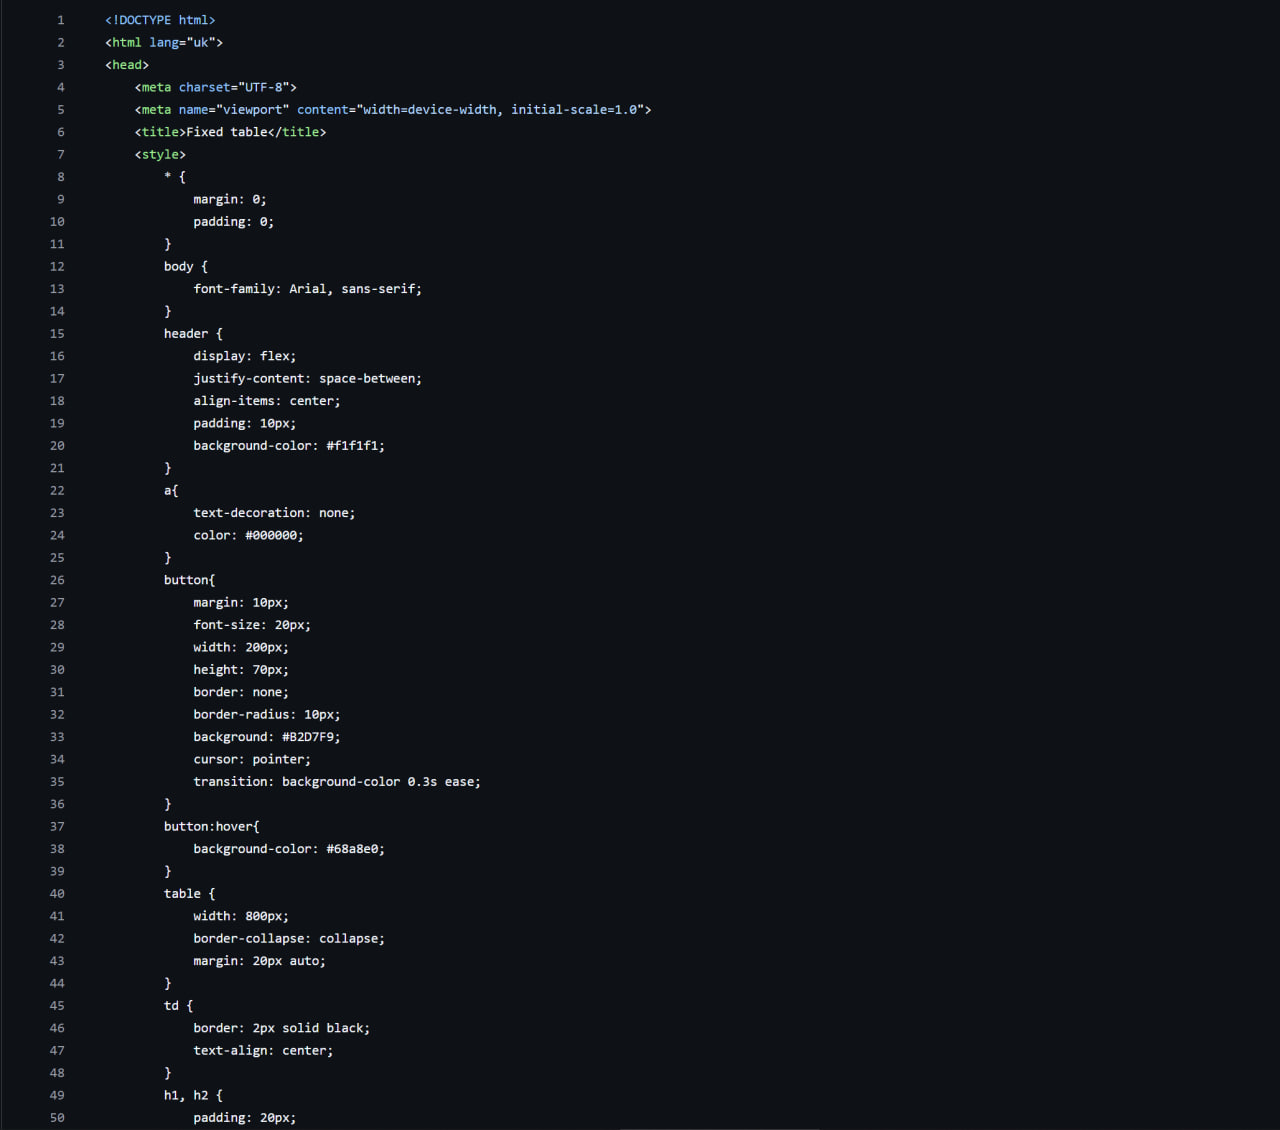 1 <!DOCTYPE html>
2 <html lang="uk">
3 <head>
4 <meta charset="UTF-8">
5 <meta name="viewport" content="width=device-width, initial-scale=1.0">
6 <title>Fixed table</title>
7 <style>
8 * {
9 margin: 0;
10 padding: 0;
11 }
12 body {
13 font-family: Arial, sans-serif;
14 }
15 header {
16 display: flex;
17 justify-content: space-between;
18 align-items: center;
19 padding: 10px;
20 background-color: #f1f1f1;
21 }
22 a{
23 text-decoration: none;
24 color: #000000;
25 }
26 button{
27 margin: 10px;
28 font-size: 20px;
29 width: 200px;
30 height: 70px;
31 border: none;
32 border-radius: 10px;
33 background: #B2D7F9;
34 cursor: pointer;
35 transition: background-color 0.3s ease;
36 }
37 button:hover{
38 background-color: #68a8e0;
39 }
40 table {
41 width: 800px;
42 border-collapse: collapse;
43 margin: 20px auto;
44 }
45 td {
46 border: 2px solid black;
47 text-align: center;
48 }
49 h1, h2 {
50 padding: 20px;